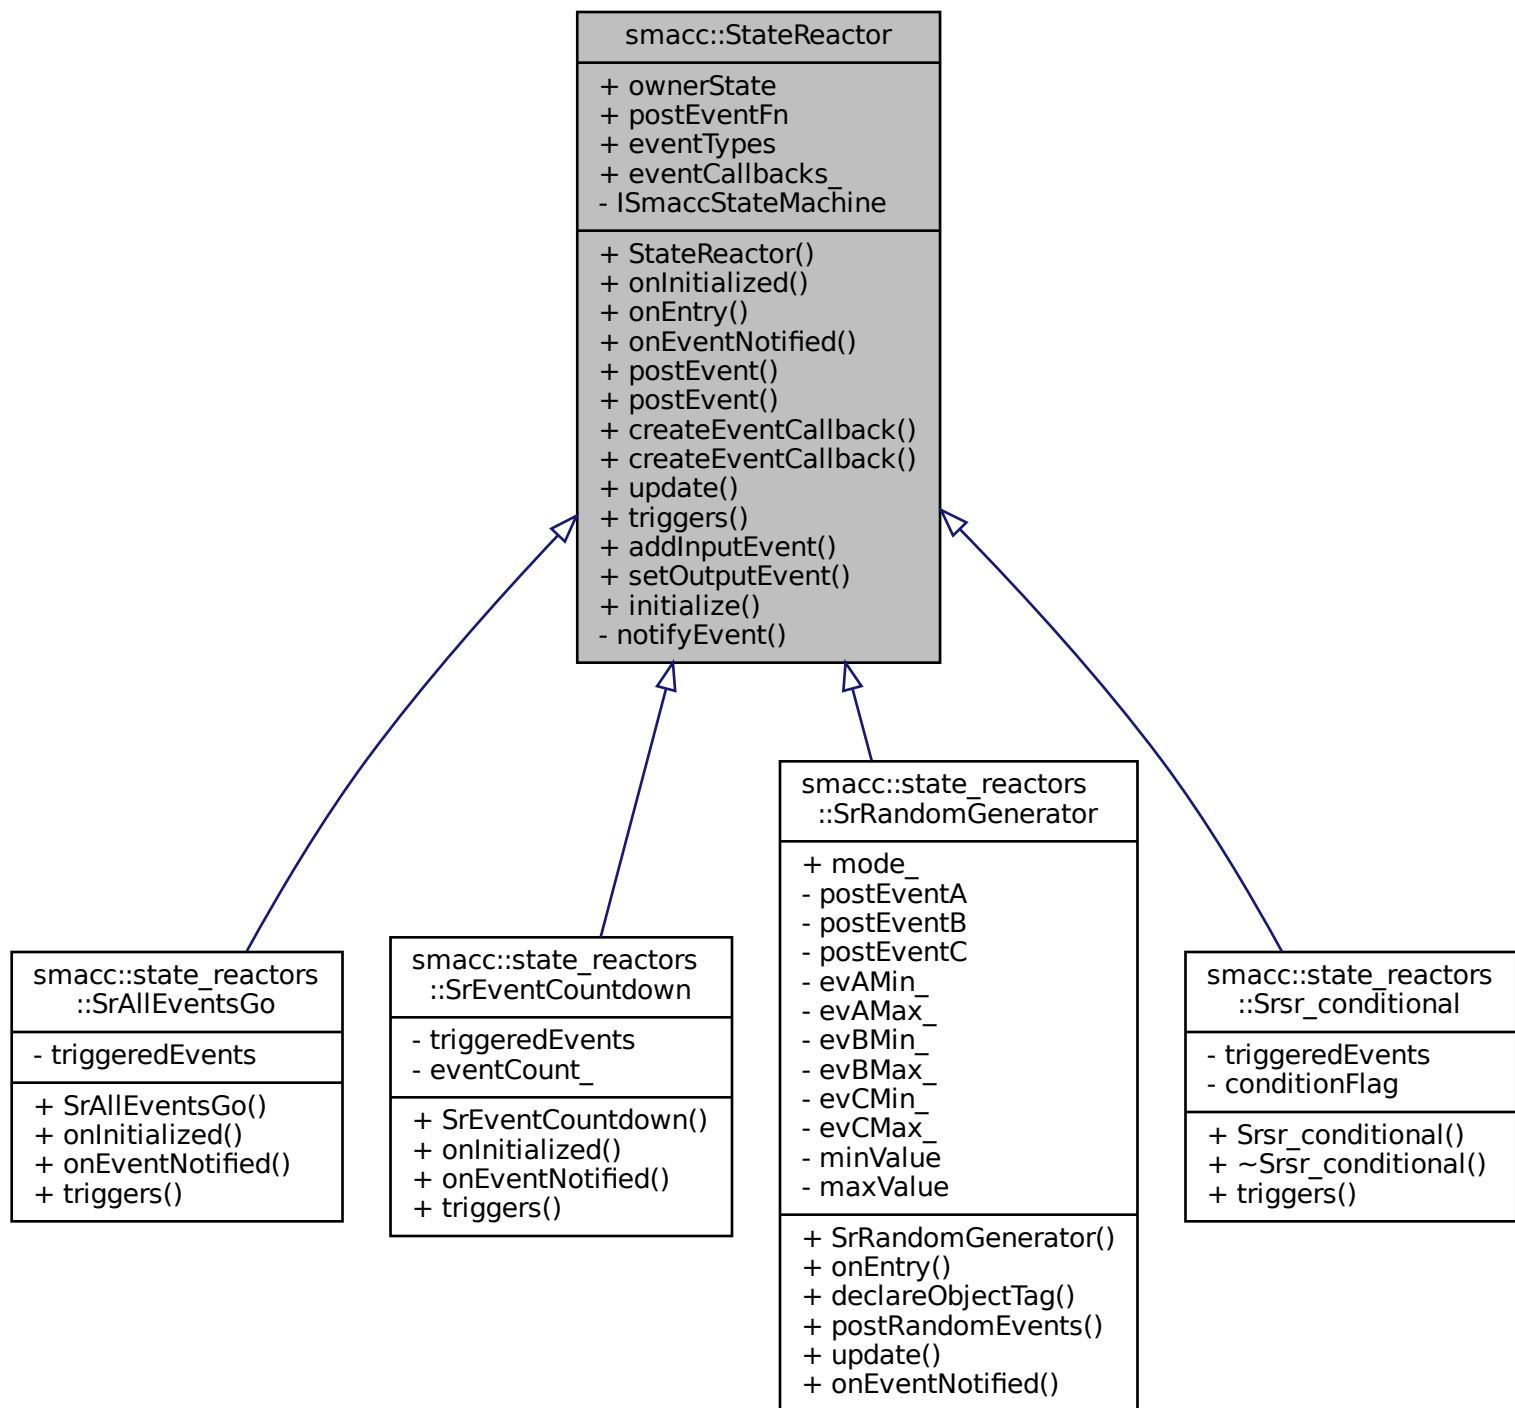 smacc::StateReactor
+ ownerState
+ postEventFn
+ eventTypes
+ eventCallbacks_
- ISmaccStateMachine
+ StateReactor()
+ onInitialized()
+ onEntry()
+ onEventNotified()
+ postEvent()
+ postEvent()
+ createEventCallback()
+ createEventCallback()
+ update()
+ triggers()
+ addInputEvent()
+ setOutputEvent()
+ initialize()
- notifyEvent()
smacc::state_reactors
::SrAllEventsGo
- triggeredEvents
+ SrAllEventsGo()
+ onInitialized()
+ onEventNotified()
+ triggers()
smacc::state_reactors
::SrEventCountdown
- triggeredEvents
- eventCount_
+ SrEventCountdown()
+ onInitialized()
+ onEventNotified()
+ triggers()
smacc::state_reactors
::SrRandomGenerator
+ mode_
- postEventA
- postEventB
- postEventC
- evAMin_
- evAMax_
- evBMin_
- evBMax_
- evCMin_
- evCMax_
- minValue
- maxValue
+ SrRandomGenerator()
+ onEntry()
+ declareObjectTag()
+ postRandomEvents()
+ update()
+ onEventNotified()
smacc::state_reactors
::Srsr_conditional
- triggeredEvents
- conditionFlag
+ Srsr_conditional()
+ ~Srsr_conditional()
+ triggers()